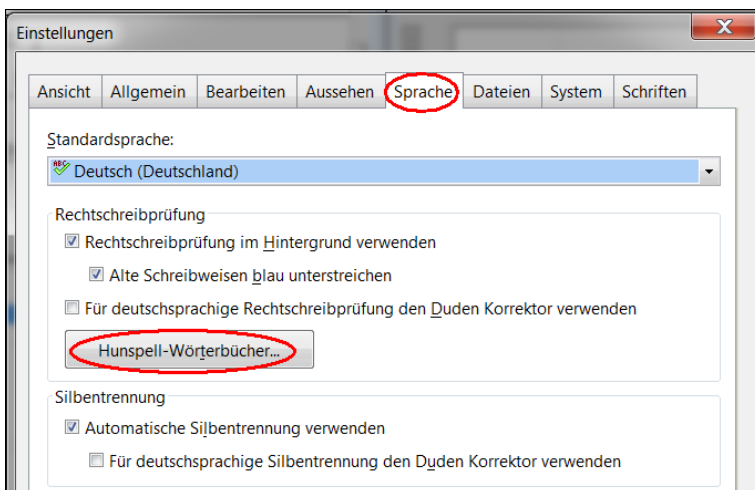 Einstellungen
Ansicht Allgemein Bearbeiten Aussehen Sprache Dateien System Schriften
Standardsprache:
ABC Deutsch (Deutschland)
Rechtschreibprüfung
Rechtschreibprüfung im Hintergrund verwenden
Alte Schreibweisen blau unterstreichen
Für deutschsprachige Rechtschreibprüfung den Duden Korrektor verwenden
Hunspell-Wörterbücher...
Silbentrennung
Automatische Silbentrennung verwenden
Für deutschsprachige Silbentrennung den Duden Korrektor verwenden